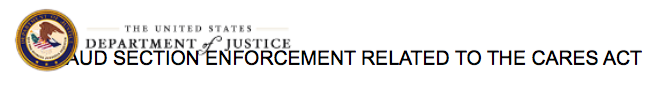 THE UNITED STATES
DEPARTMENT of JUSTICE
AUD SECTION ENFORCEMENT RELATED TO THE CARES ACT